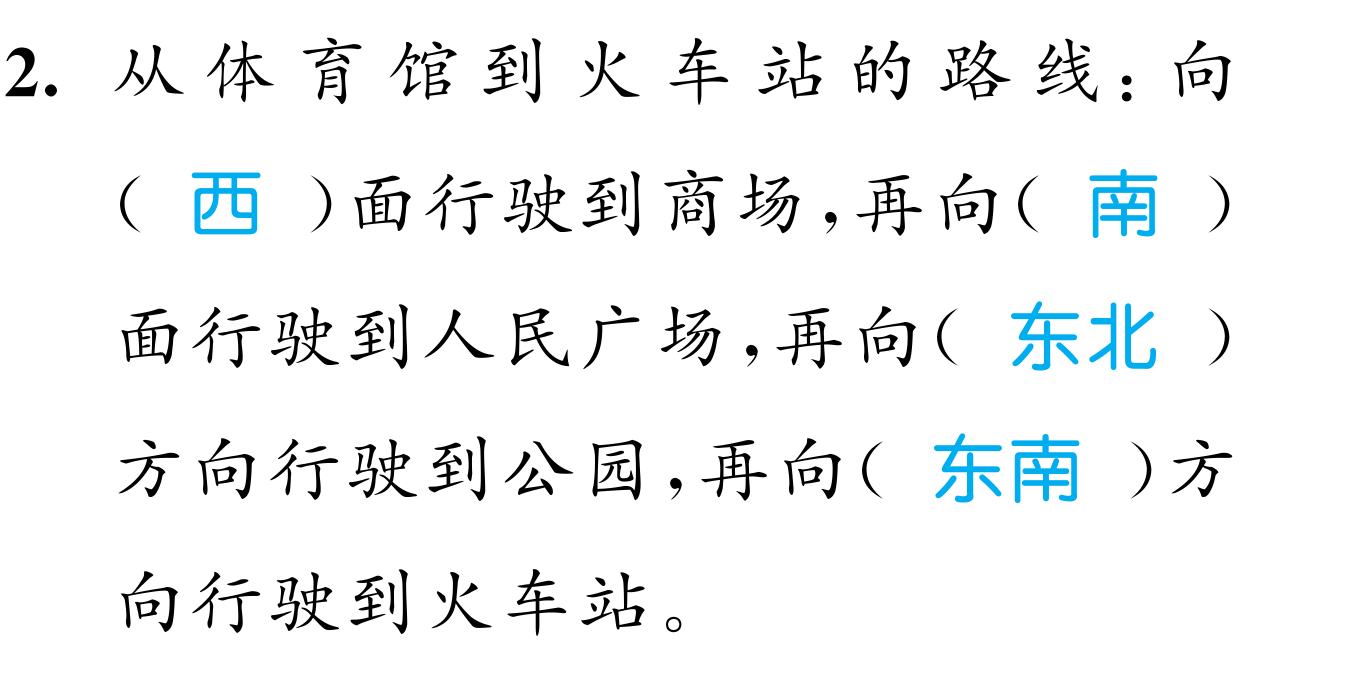 2. 从体育馆到火车站的路线：向
（ 西 ）面行驶到商场，再向（ 南 ）
面行驶到人民广场，再向（ 东北 ）
方向行驶到公园，再向（ 东南 ）方
向行驶到火车站。